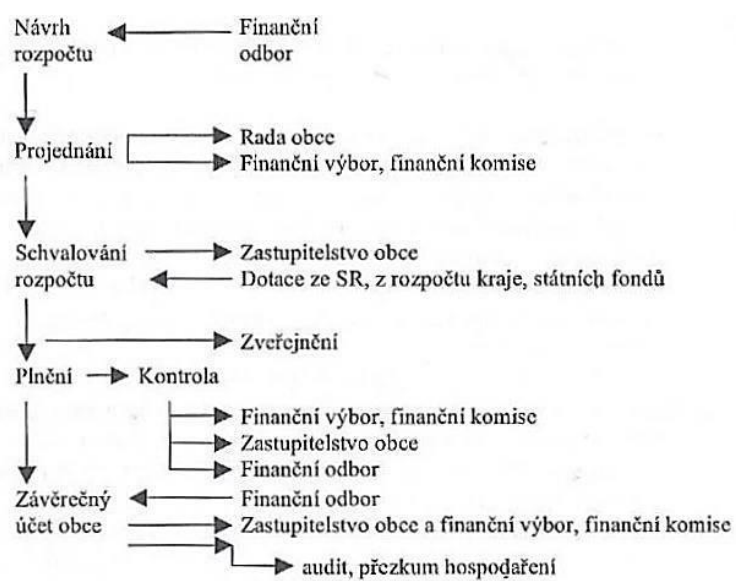 Návrh
rozpočtu
Finanční
odbor
Projednání
Rada obce
Finanční výbor, finanční komise
Schvalování
rozpočtu
Zastupitelstvo obce
Dotace ze SR, z rozpočtu kraje, státních fondů
Zveřejnční
Plnční
Kontrola
Finanční výbor, finanční komise
Zastupitelstvo obce
Finanční odbor
Závěrečný
účet obce
Finanční odbor
Zastupitelstvo obce a finanční výbor, finanční komise
audit, přezkum hospodaření